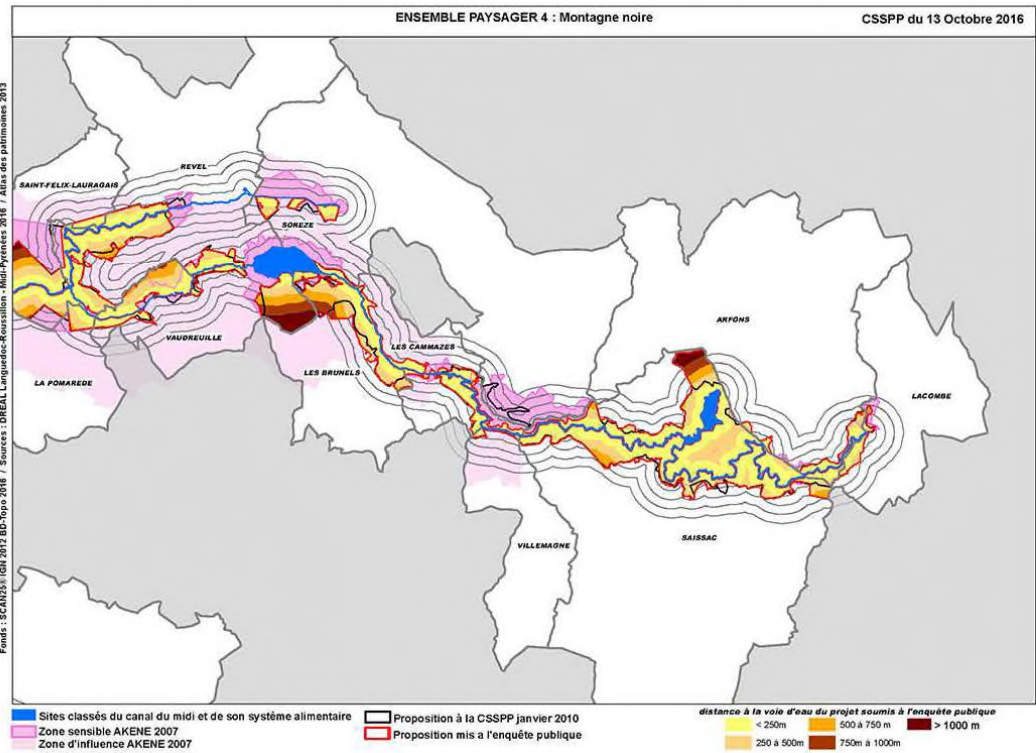 ENSEMBLE PAYSAGER 4 : Montagne noire
CSSPP du 13 Octobre 2016
Fonds : SCAN25® IGN 2012 BD-Topo 2016 / Sources : DREAL Languedoc-Roussillon - Midi-Pyrénées 2016 / Atlas des patrimoines 2013
REVEL
SAINT-FELIX-LAURAGAIS
SOREZE
ARFONS
VAUDREUILLE
LES CAMMAZES
LES BRUNELS
LA POMAREDE
LACOMBE
VILLEMAGNE
SAISSAC
Sites classés du canal du midi et de son système alimentaire
Zone sensible AKENE 2007
Zone d'influence AKENE 2007
Proposition à la CSSPP janvier 2010
Proposition mis a l'enquête publique
distance à la voie d'eau du projet soumis à l'enquête publique
< 250m
500 à 750 m
> 1000 m
250 à 500m
750m à 1000m